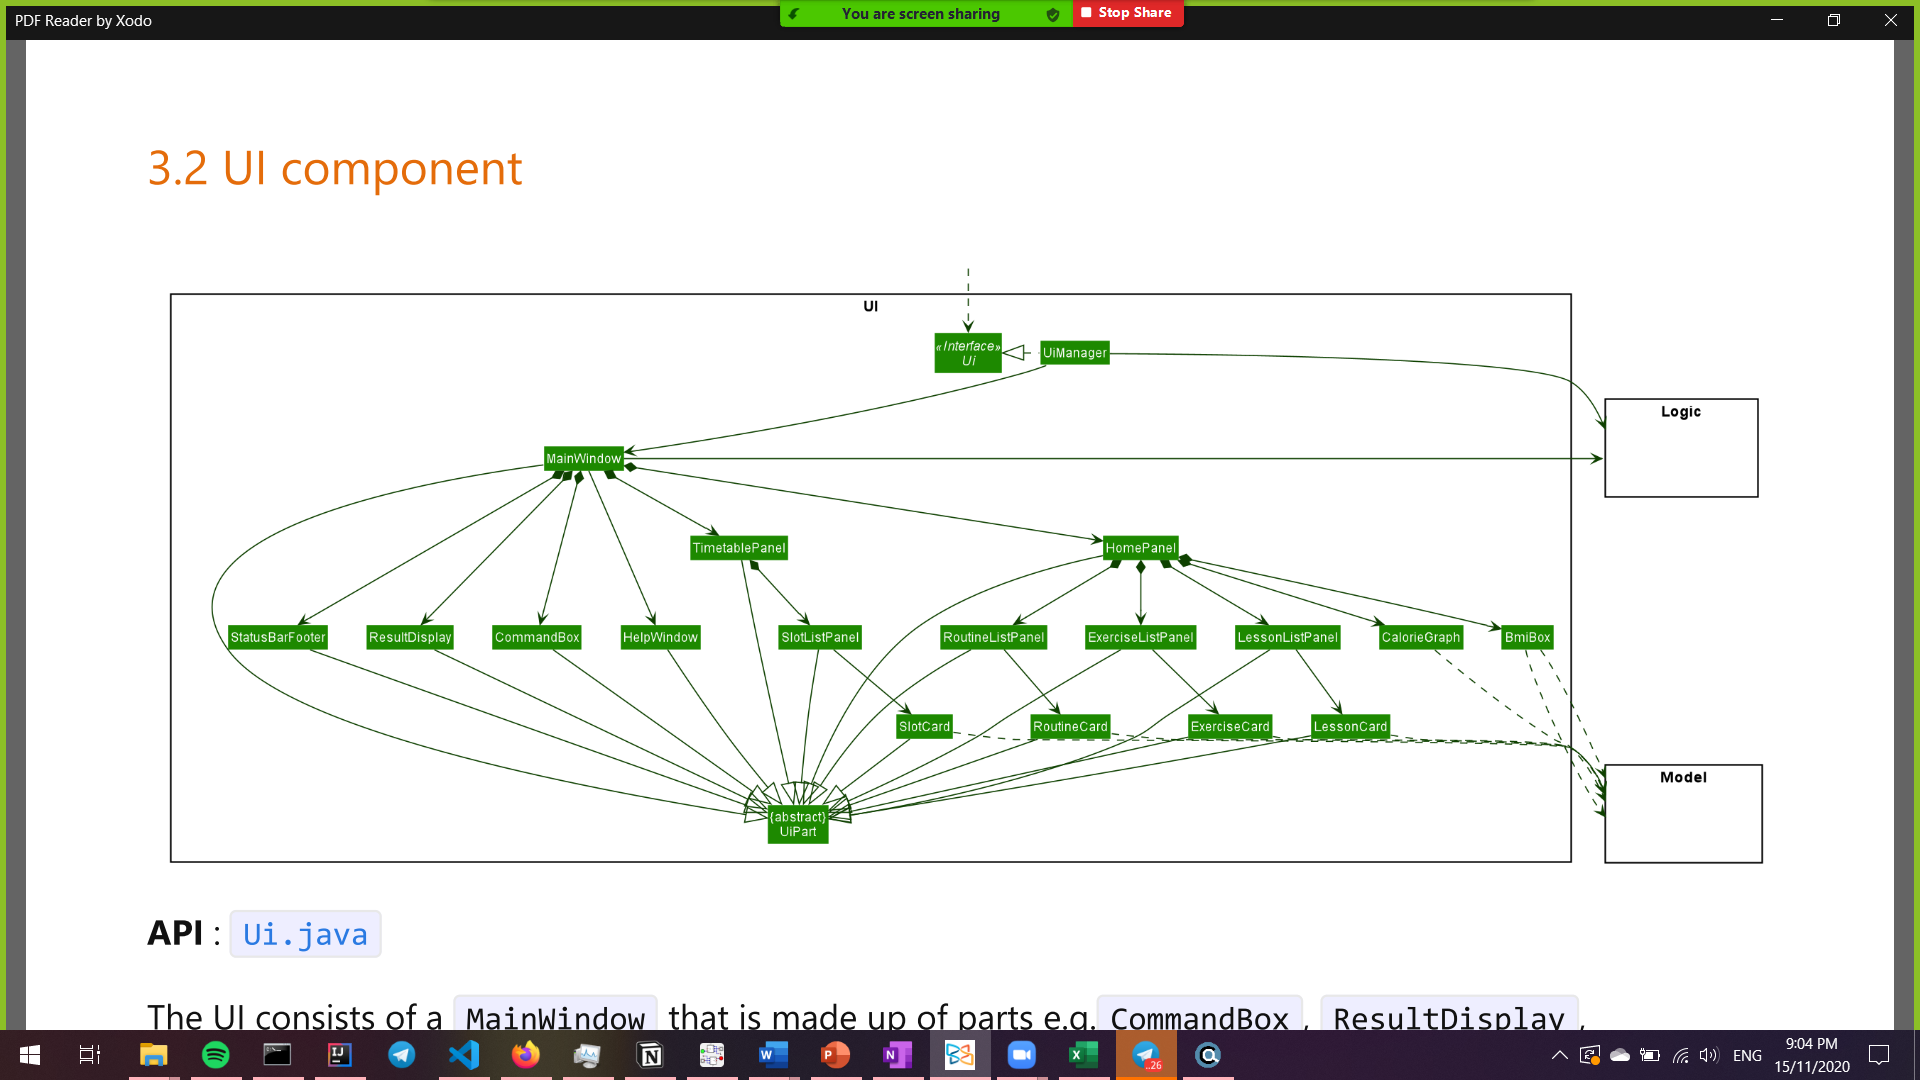 PDF Reader by Xodo
You are screen sharing
Stop Share
3.2 UI component
UI
«Interface»
Ui
UiManager
Logic
MainWindow
TimetablePanel
HomePanel
StatusBarFooter
ResultDisplay
CommandBox
HelpWindow
SlotListPanel
RoutineListPanel
ExerciseListPanel
LessonListPanel
CalorieGraph
BmiBox
SlotCard
RoutineCard
ExerciseCard
LessonCard
Model
{abstract}
UiPart
API : Ui.java
The UI consists of a MainWindow that is made up of parts e.g. CommandBox , ResultDisplay ,
..26
ENG
9:04 PM
15/11/2020